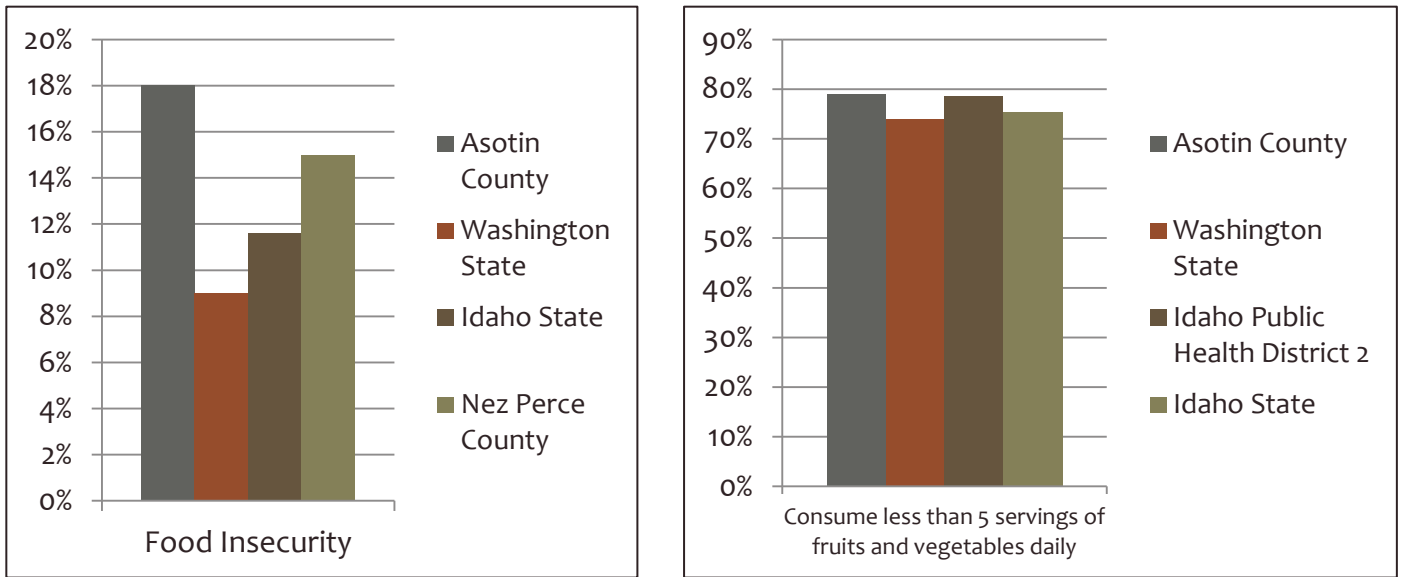 20%
18%
16%
14%
12%
10%
8%
6%
4%
2%
0%
Food Insecurity
Asotin
County
Washington
State
Idaho State
Nez Perce
County
90%
80%
70%
60%
50%
40%
30%
20%
10%
0%
Consume less than 5 servings of
fruits and vegetables daily
Asotin County
Washington
State
Idaho Public
Health District 2
Idaho State